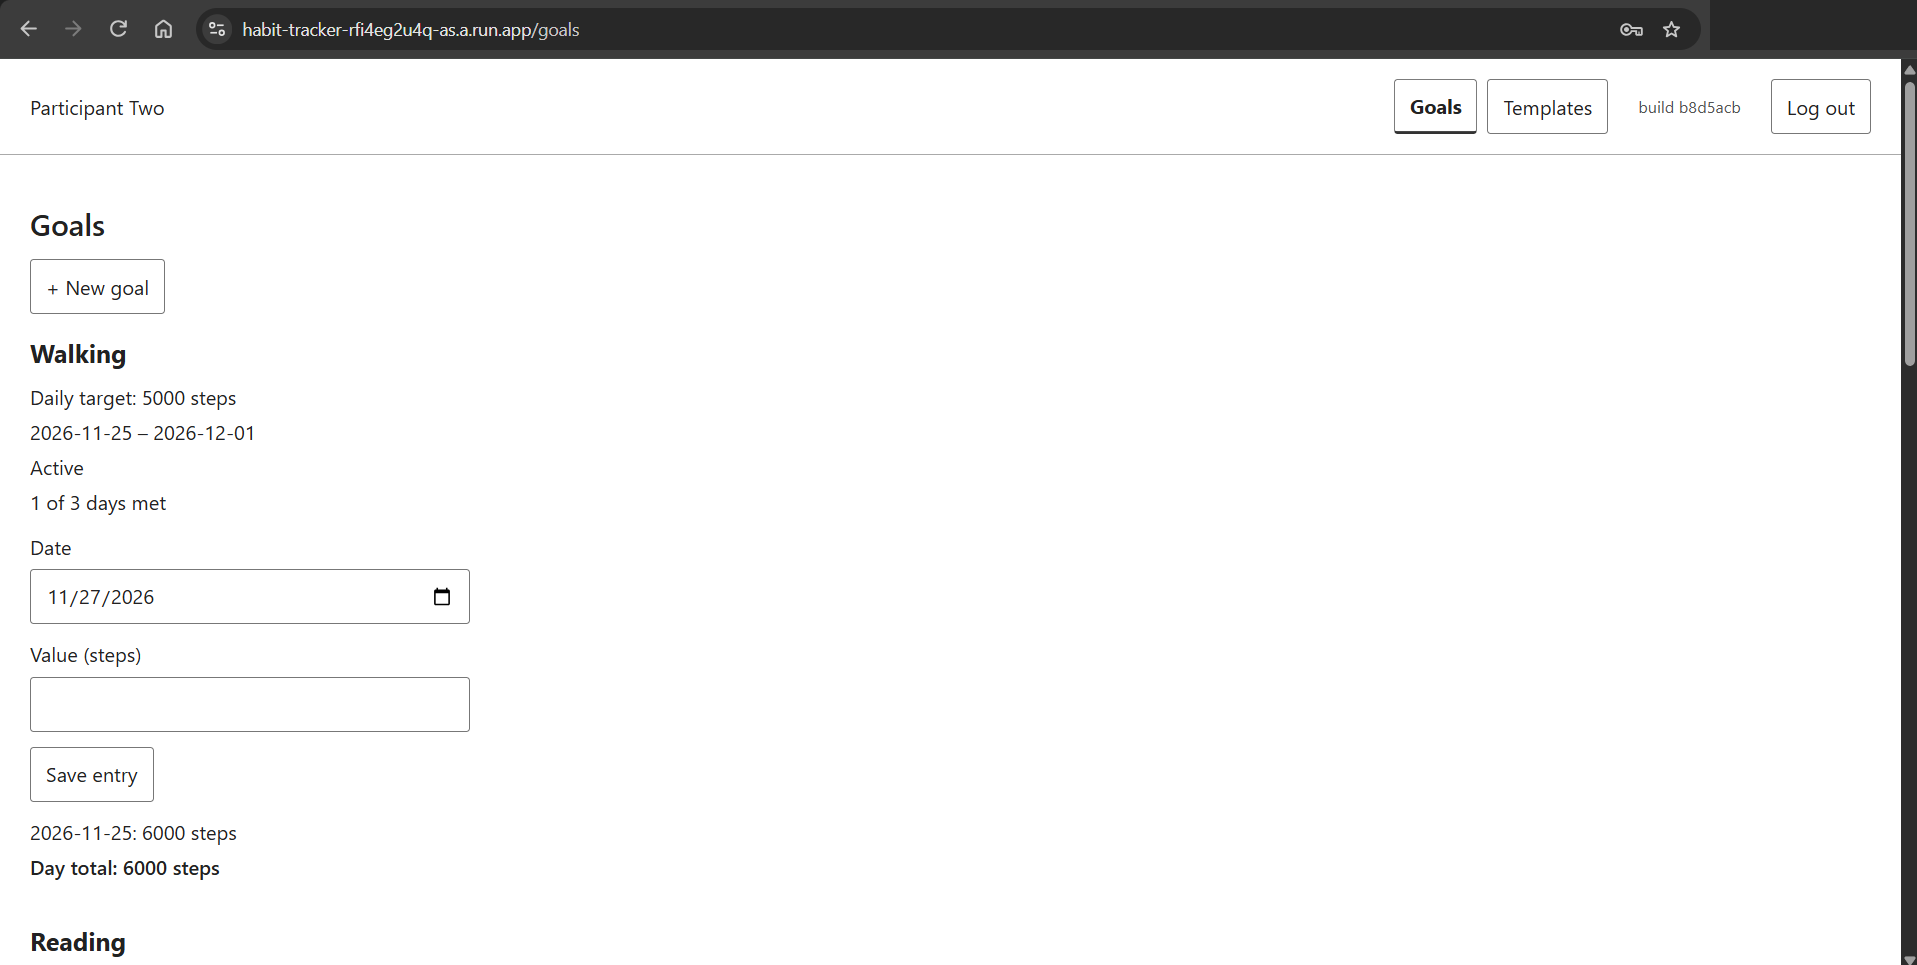 habit-tracker-rfi4eg2u4q-as.a.run.app/goals
Participant Two
Goals
Templates
build b8d5acb
Log out
Goals
+ New goal
Walking
Daily target: 5000 steps
2026-11-25 – 2026-12-01
Active
1 of 3 days met
Date
11/27/2026
Value (steps)
Save entry
2026-11-25: 6000 steps
Day total: 6000 steps
Reading